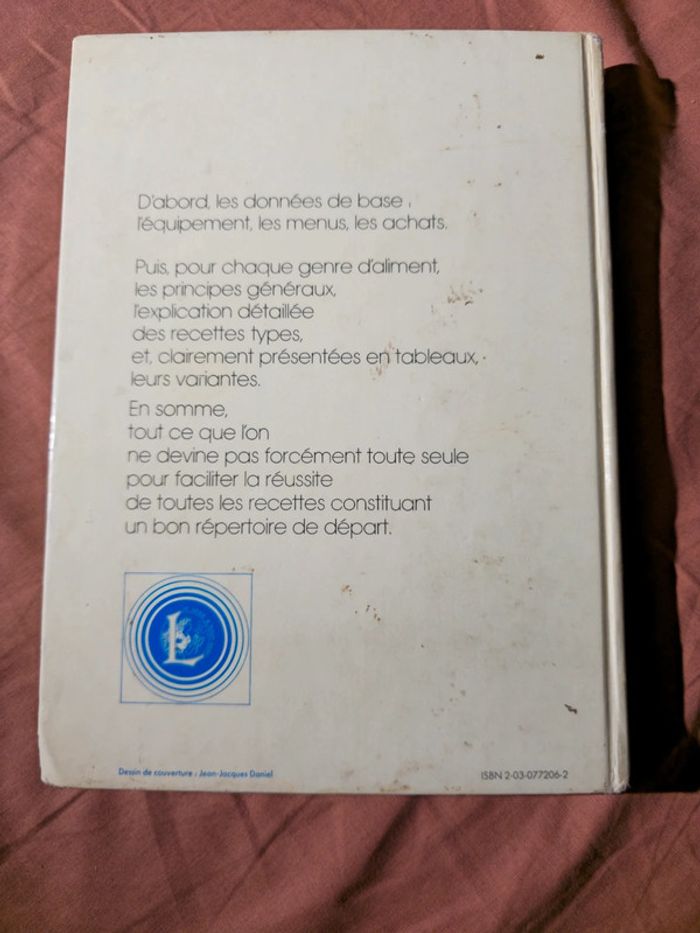 D'abord, les données de base,
l'équipement, les menus, les achats.
Puis, pour chaque genre d'aliment,
les principes généraux,
l'explication détaillée
des recettes types,
et, clairement présentées en tableaux,
leurs variantes.
En somme,
tout ce que l'on
ne devine pas forcément toute seule
pour faciliter la réussite
de toutes les recettes constituant
un bon répertoire de départ.
L
Dessin de couverture : Jean-Jacques Daniel
ISBN 2-03-077206-2